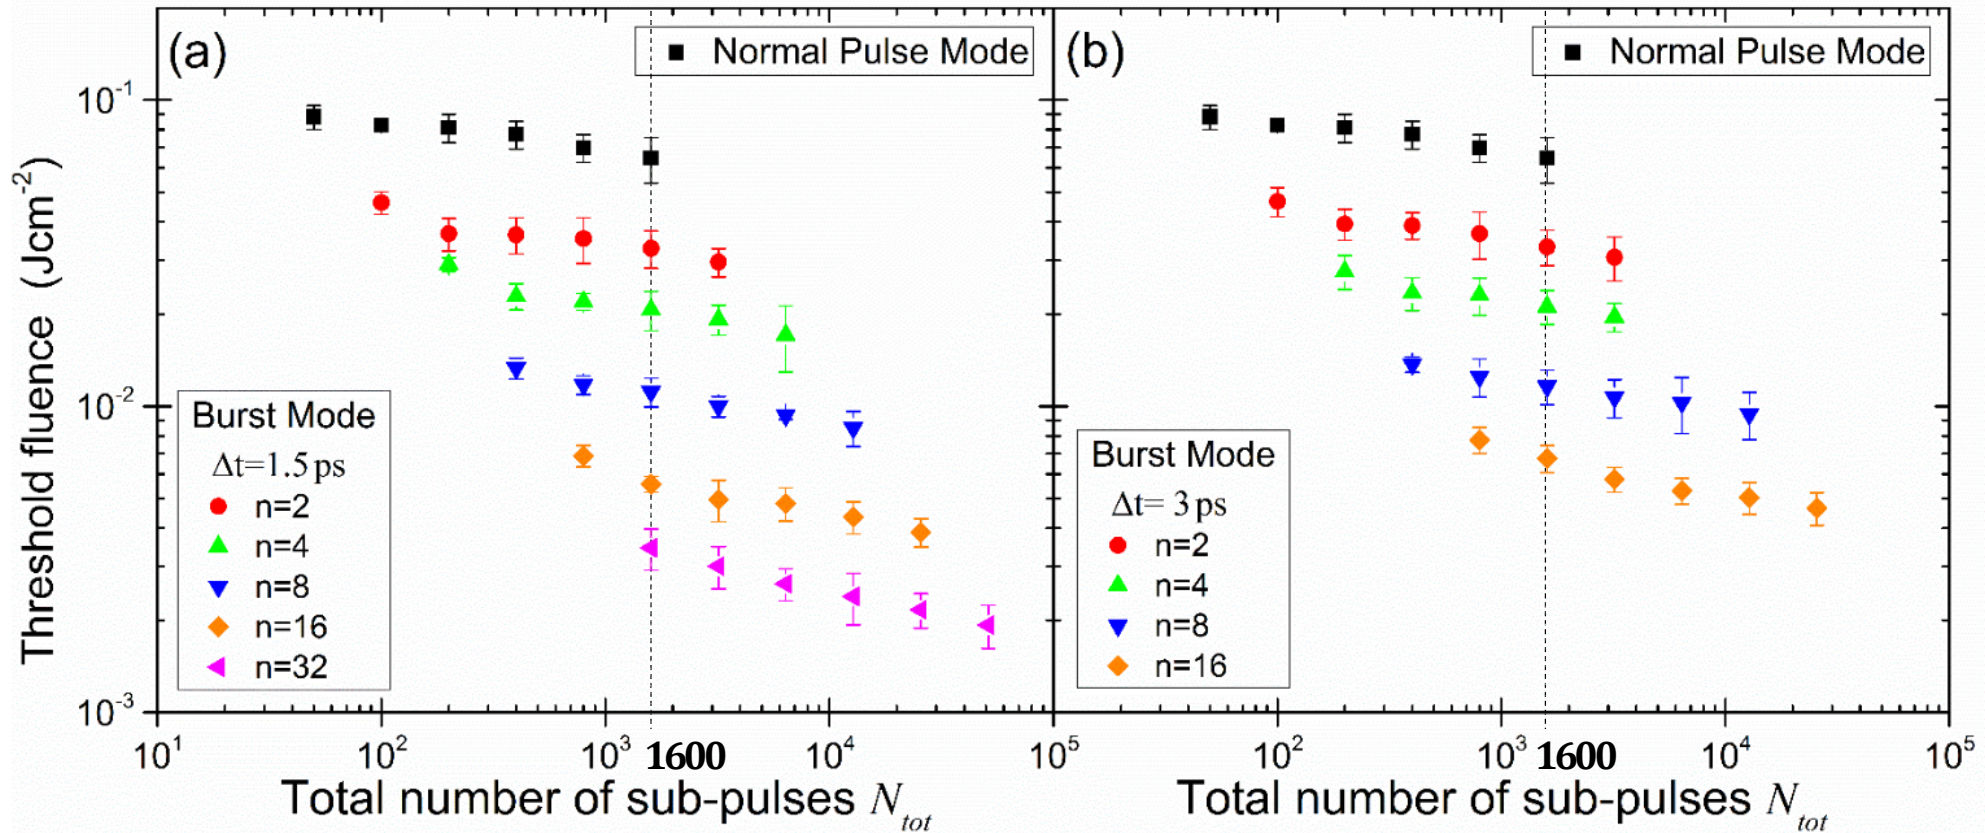 (a)
Normal Pulse Mode
(b)
Normal Pulse Mode
Threshold fluence (Jcm⁻²)
10⁻¹
10⁻²
10⁻³
Burst Mode
Δt=1.5 ps
n=2
n=4
n=8
n=16
n=32
Burst Mode
Δt= 3 ps
n=2
n=4
n=8
n=16
10¹ 10² 10³ 1600 10⁴ 10⁵ 10² 10³ 1600 10⁴ 10⁵
Total number of sub-pulses N_tot Total number of sub-pulses N_tot